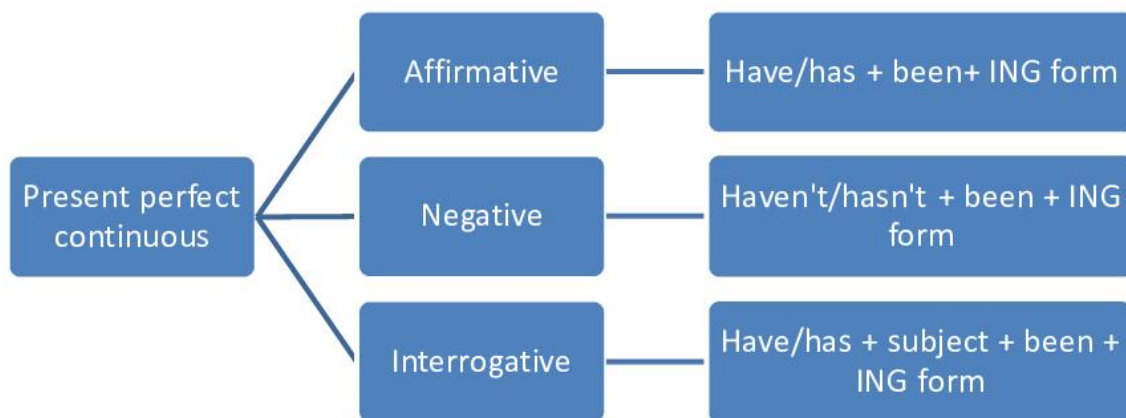 Present perfect
continuous
Affirmative
Have/has + been+ ING form
Negative
Haven't/hasn't + been + ING
form
Interrogative
Have/has + subject + been +
ING form